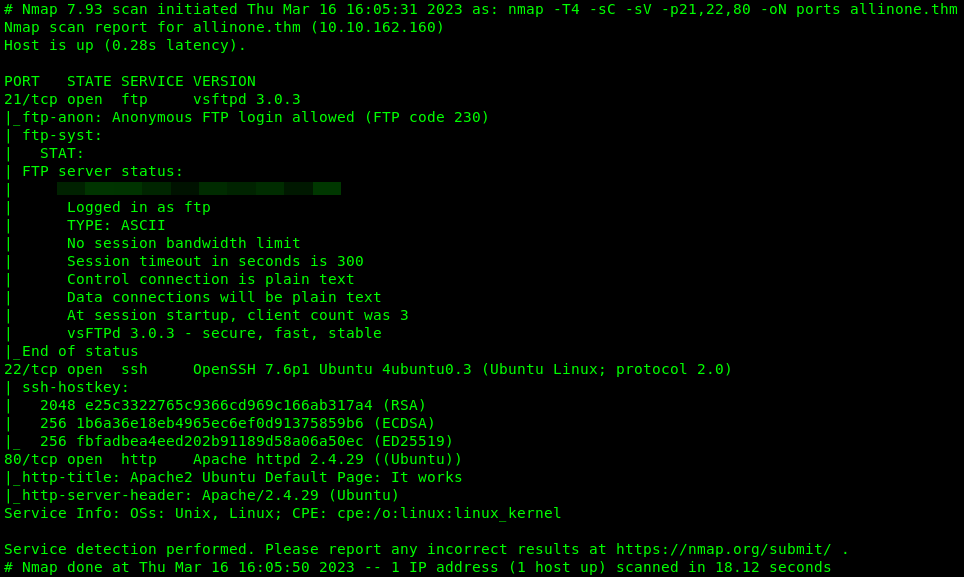 # Nmap 7.93 scan initiated Thu Mar 16 16:05:31 2023 as: nmap -T4 -sC -sV -p21,22,80 -oN ports allinone.thm
Nmap scan report for allinone.thm (10.10.162.160)
Host is up (0.28s latency).

PORT   STATE SERVICE VERSION
21/tcp open  ftp     vsftpd 3.0.3
|_ftp-anon: Anonymous FTP login allowed (FTP code 230)
| ftp-syst:
|   STAT:
| FTP server status:
|
|      Logged in as ftp
|      TYPE: ASCII
|      No session bandwidth limit
|      Session timeout in seconds is 300
|      Control connection is plain text
|      Data connections will be plain text
|      At session startup, client count was 3
|      vsFTPd 3.0.3 - secure, fast, stable
|_End of status
22/tcp open  ssh     OpenSSH 7.6p1 Ubuntu 4ubuntu0.3 (Ubuntu Linux; protocol 2.0)
| ssh-hostkey:
|   2048 e25c3322765c9366cd969c166ab317a4 (RSA)
|   256 1b6a36e18eb4965ec6ef0d91375859b6 (ECDSA)
|_  256 fbfadbea4eed202b91189d58a06a50ec (ED25519)
80/tcp open  http    Apache httpd 2.4.29 ((Ubuntu))
|_http-title: Apache2 Ubuntu Default Page: It works
|_http-server-header: Apache/2.4.29 (Ubuntu)
Service Info: OSs: Unix, Linux; CPE: cpe:/o:linux:linux_kernel

Service detection performed. Please report any incorrect results at https://nmap.org/submit/ .
# Nmap done at Thu Mar 16 16:05:50 2023 -- 1 IP address (1 host up) scanned in 18.12 seconds